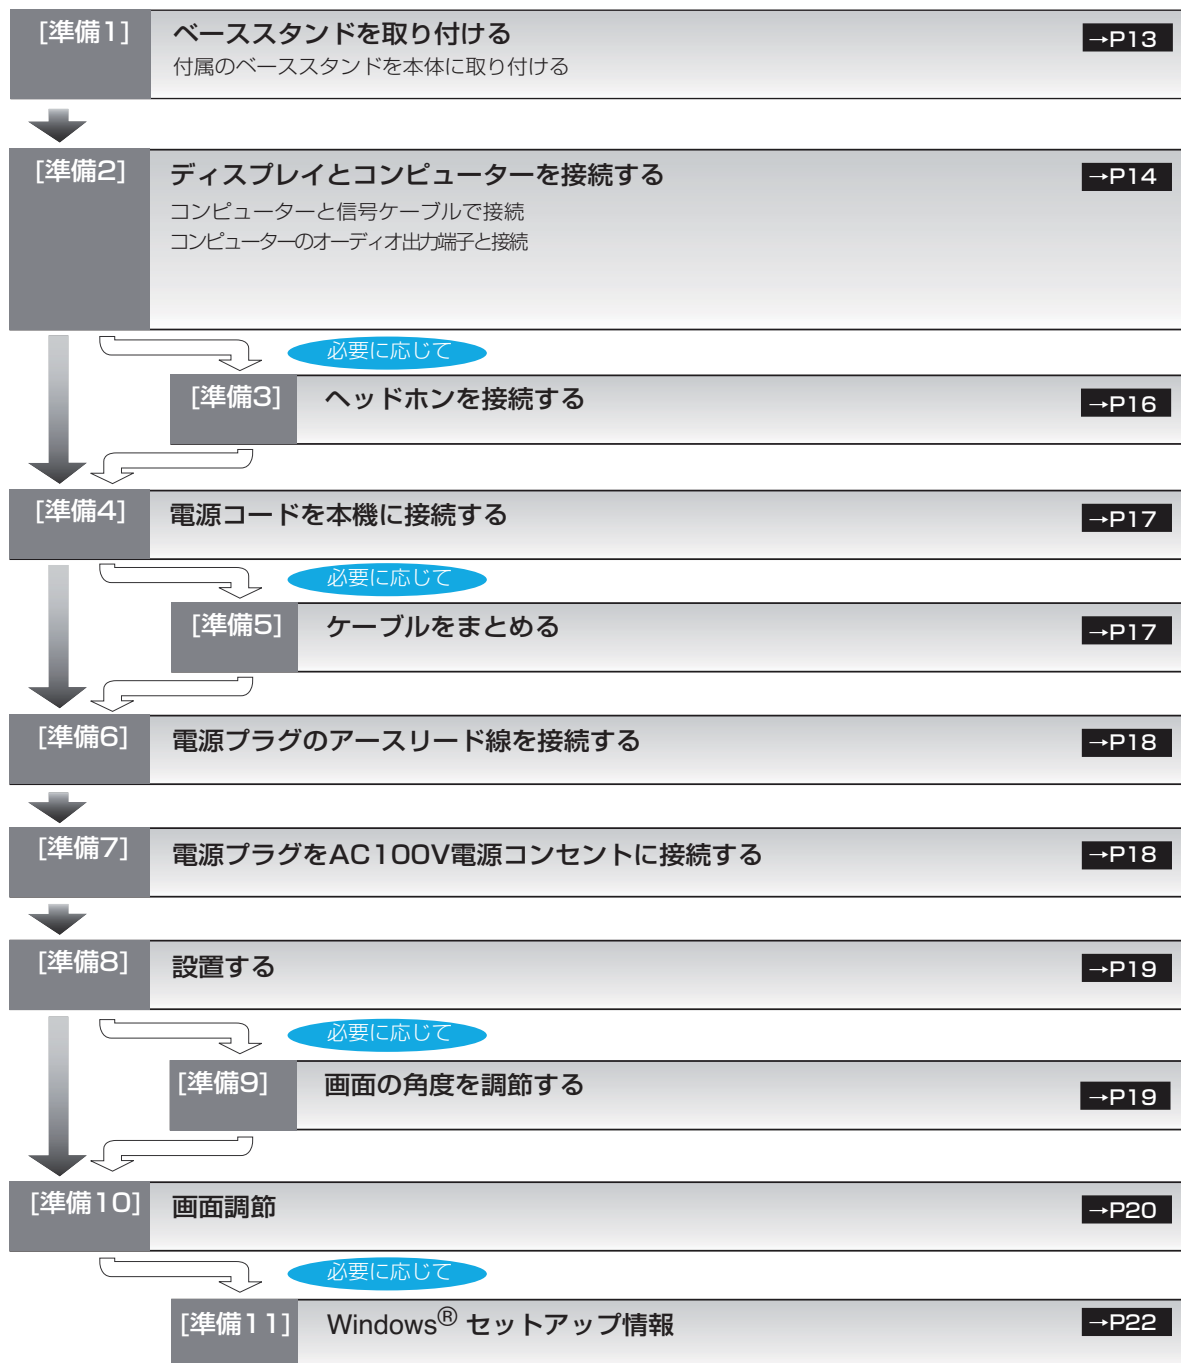 [準備1]
ベーススタンドを取り付ける
→P13
付属のベーススタンドを本体に取り付ける
[準備2]
ディスプレイとコンピューターを接続する
→P14
コンピューターと信号ケーブルで接続
コンピューターのオーディオ出力端子と接続
必要に応じて
[準備3]
ヘッドホンを接続する
→P16
[準備4]
電源コードを本機に接続する
→P17
必要に応じて
[準備5]
ケーブルをまとめる
→P17
[準備6]
電源プラグのアースリード線を接続する
→P18
[準備7]
電源プラグをAC100V電源コンセントに接続する
→P18
[準備8]
設置する
→P19
必要に応じて
[準備9]
画面の角度を調節する
→P19
[準備10]
画面調節
→P20
必要に応じて
[準備11]
Windows® セットアップ情報
→P22